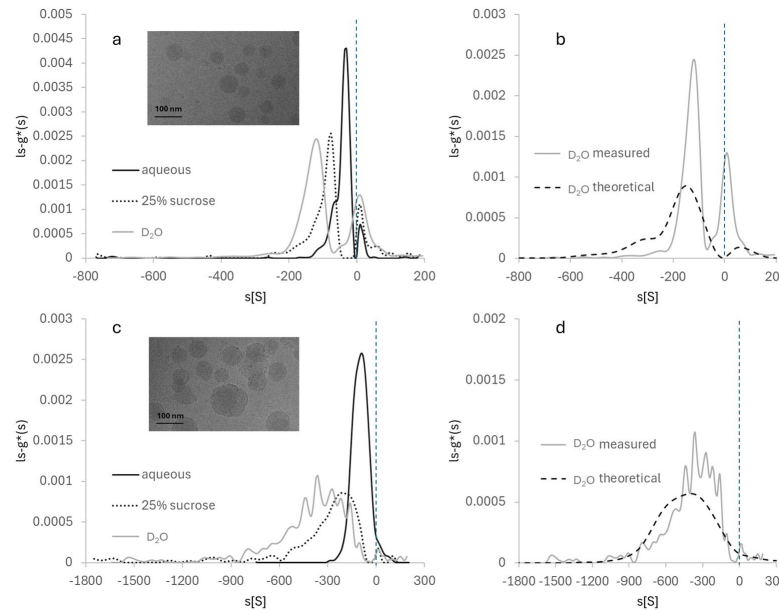 a
0.005
0.0045
0.004
0.0035
0.003
0.0025
0.002
0.0015
0.001
0.0005
0
ls-g*(s)
100 nm
aqueous
25% sucrose
D₂O
-800 -600 -400 -200 0 200
s[S]
b
0.003
0.0025
0.002
0.0015
0.001
0.0005
0
ls-g*(s)
D₂O measured
D₂O theoretical
-800 -600 -400 -200 0 20
s[S]
c
0.003
0.0025
0.002
0.0015
0.001
0.0005
0
ls-g*(s)
100 nm
aqueous
25% sucrose
D₂O
-1800 -1500 -1200 -900 -600 -300 0 300
s[S]
d
0.002
0.0015
0.001
0.0005
0
ls-g*(s)
D₂O measured
D₂O theoretical
-1800 -1500 -1200 -900 -600 -300 0 30
s[S]